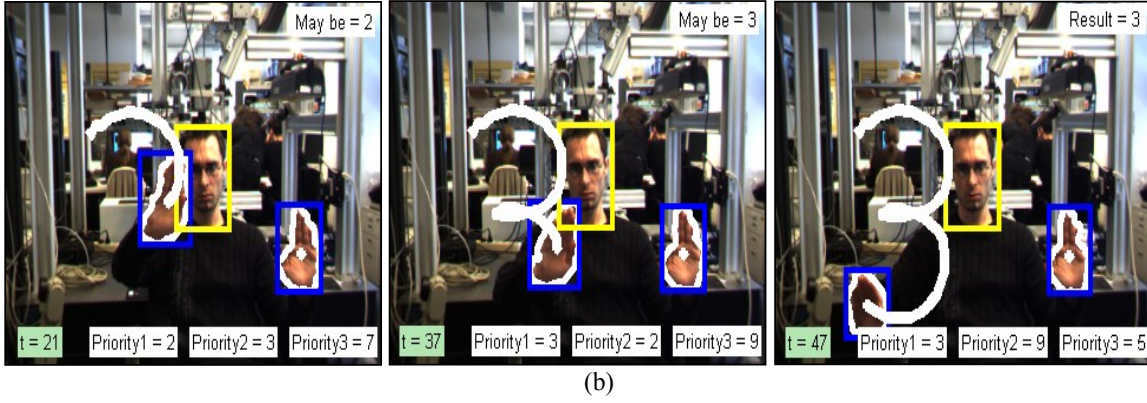 May be = 2
t = 21
Priority1 = 2
Priority2 = 3
Priority3 = 7
May be = 3
t = 37
Priority1 = 3
Priority2 = 2
Priority3 = 9
Result = 3
t = 47
Priority1 = 3
Priority2 = 9
Priority3 = 5
(b)